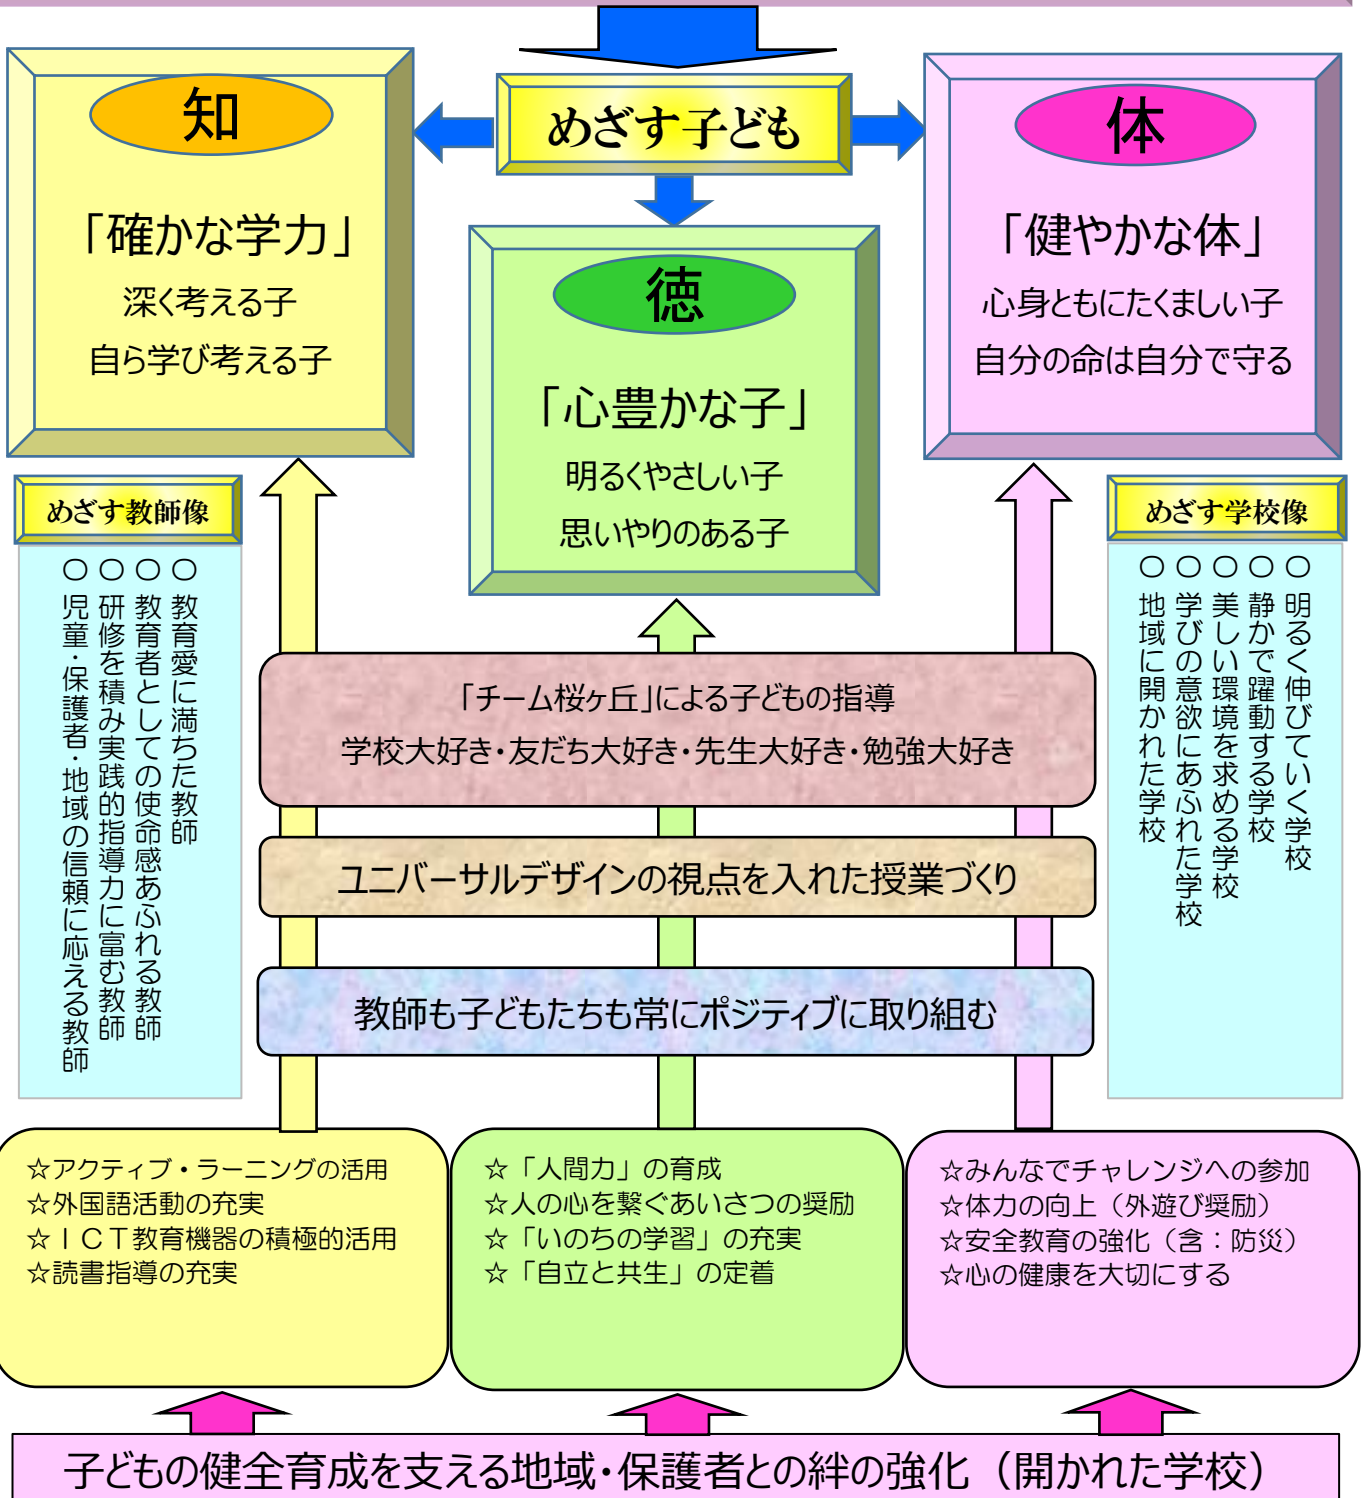 めざす子ども
知
「確かな学力」
深く考える子
自ら学び考える子
徳
「心豊かな子」
明るくやさしい子
思いやりのある子
体
「健やかな体」
心身ともにたくましい子
自分の命は自分で守る
めざす教師像
○ 教育愛に満ちた教師
○ 教育者としての使命感あふれる教師
○ 研修を積み実践的指導力に富む教師
○ 児童・保護者・地域の信頼に応える教師
めざす学校像
○ 明るく伸びていく学校
○ 静かで躍動する学校
○ 美しい環境を求める学校
○ 学びの意欲にあふれた学校
○ 地域に開かれた学校
「チーム桜ヶ丘」による子どもの指導
学校大好き・友だち大好き・先生大好き・勉強大好き
ユニバーサルデザインの視点を入れた授業づくり
教師も子どもたちも常にポジティブに取り組む
☆アクティブ・ラーニングの活用
☆外国語活動の充実
☆ＩＣＴ教育機器の積極的活用
☆読書指導の充実
☆「人間力」の育成
☆人の心を繋ぐあいさつの奨励
☆「いのちの学習」の充実
☆「自立と共生」の定着
☆みんなでチャレンジへの参加
☆体力の向上（外遊び奨励）
☆安全教育の強化（含：防災）
☆心の健康を大切にする
子どもの健全育成を支える地域・保護者との絆の強化（開かれた学校）